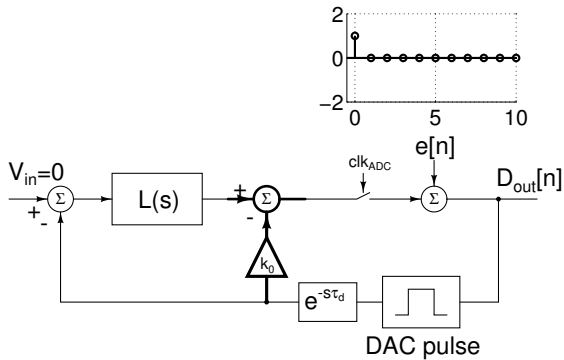 2
0
−2
0 5 10
e[n]
clk_ADC
V_in=0
D_out[n]
Σ
L(s)
+
Σ
Σ
+
-
-
k_0
e^-sτ_d
DAC pulse